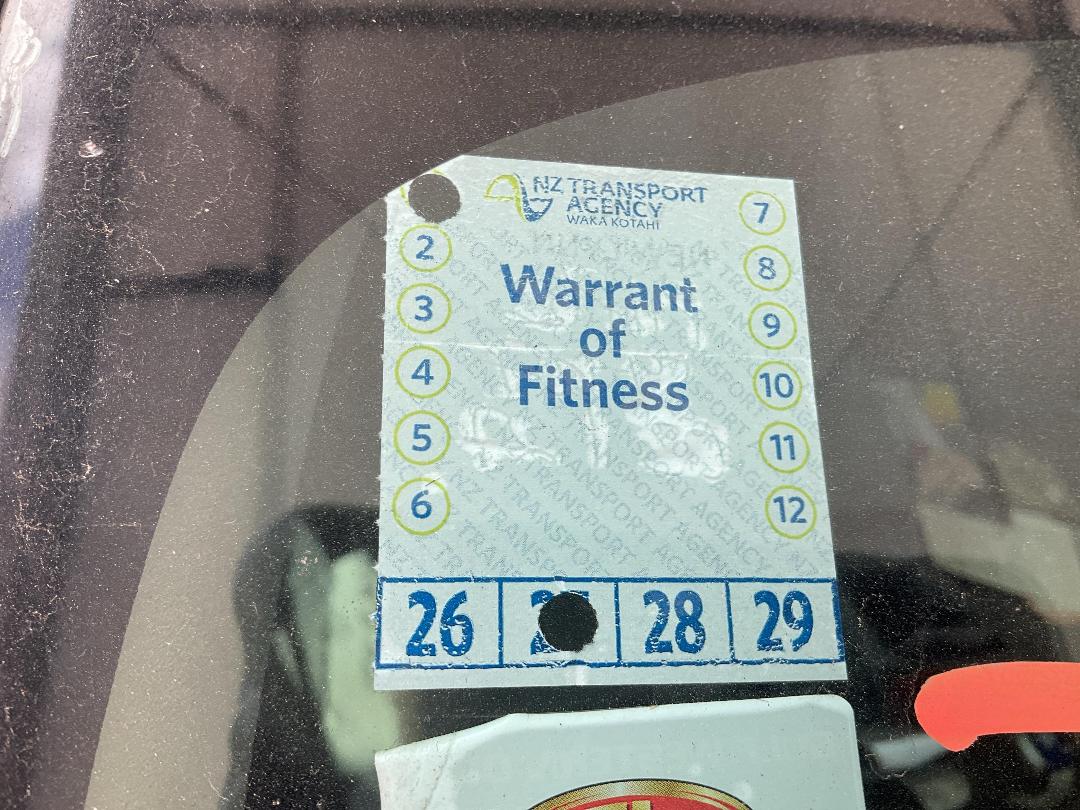 NZ TRANSPORT
AGENCY
WAKA KOTAHI
Warrant
of
Fitness
2
3
4
5
6
7
8
9
10
11
12
26 28 29